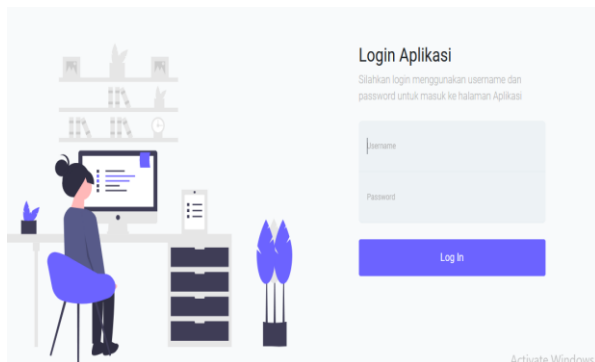 Login Aplikasi
Silahkan login menggunakan username dan
password untuk masuk ke halaman Aplikasi
Username
Password
Log In
Activate Windows